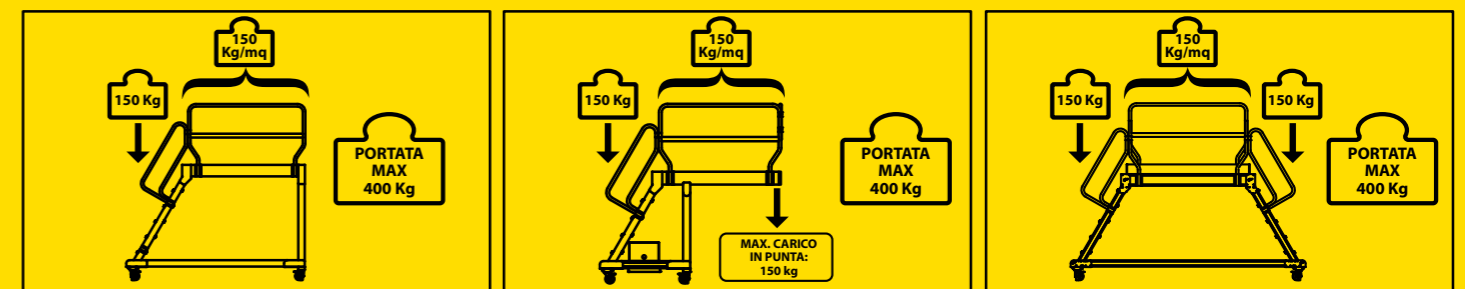 150
Kg/mq
150 Kg
PORTATA
MAX
400 Kg
150
Kg/mq
150 Kg
PORTATA
MAX
400 Kg
MAX. CARICO
IN PUNTA:
150 kg
150
Kg/mq
150 Kg
150 Kg
PORTATA
MAX
400 Kg